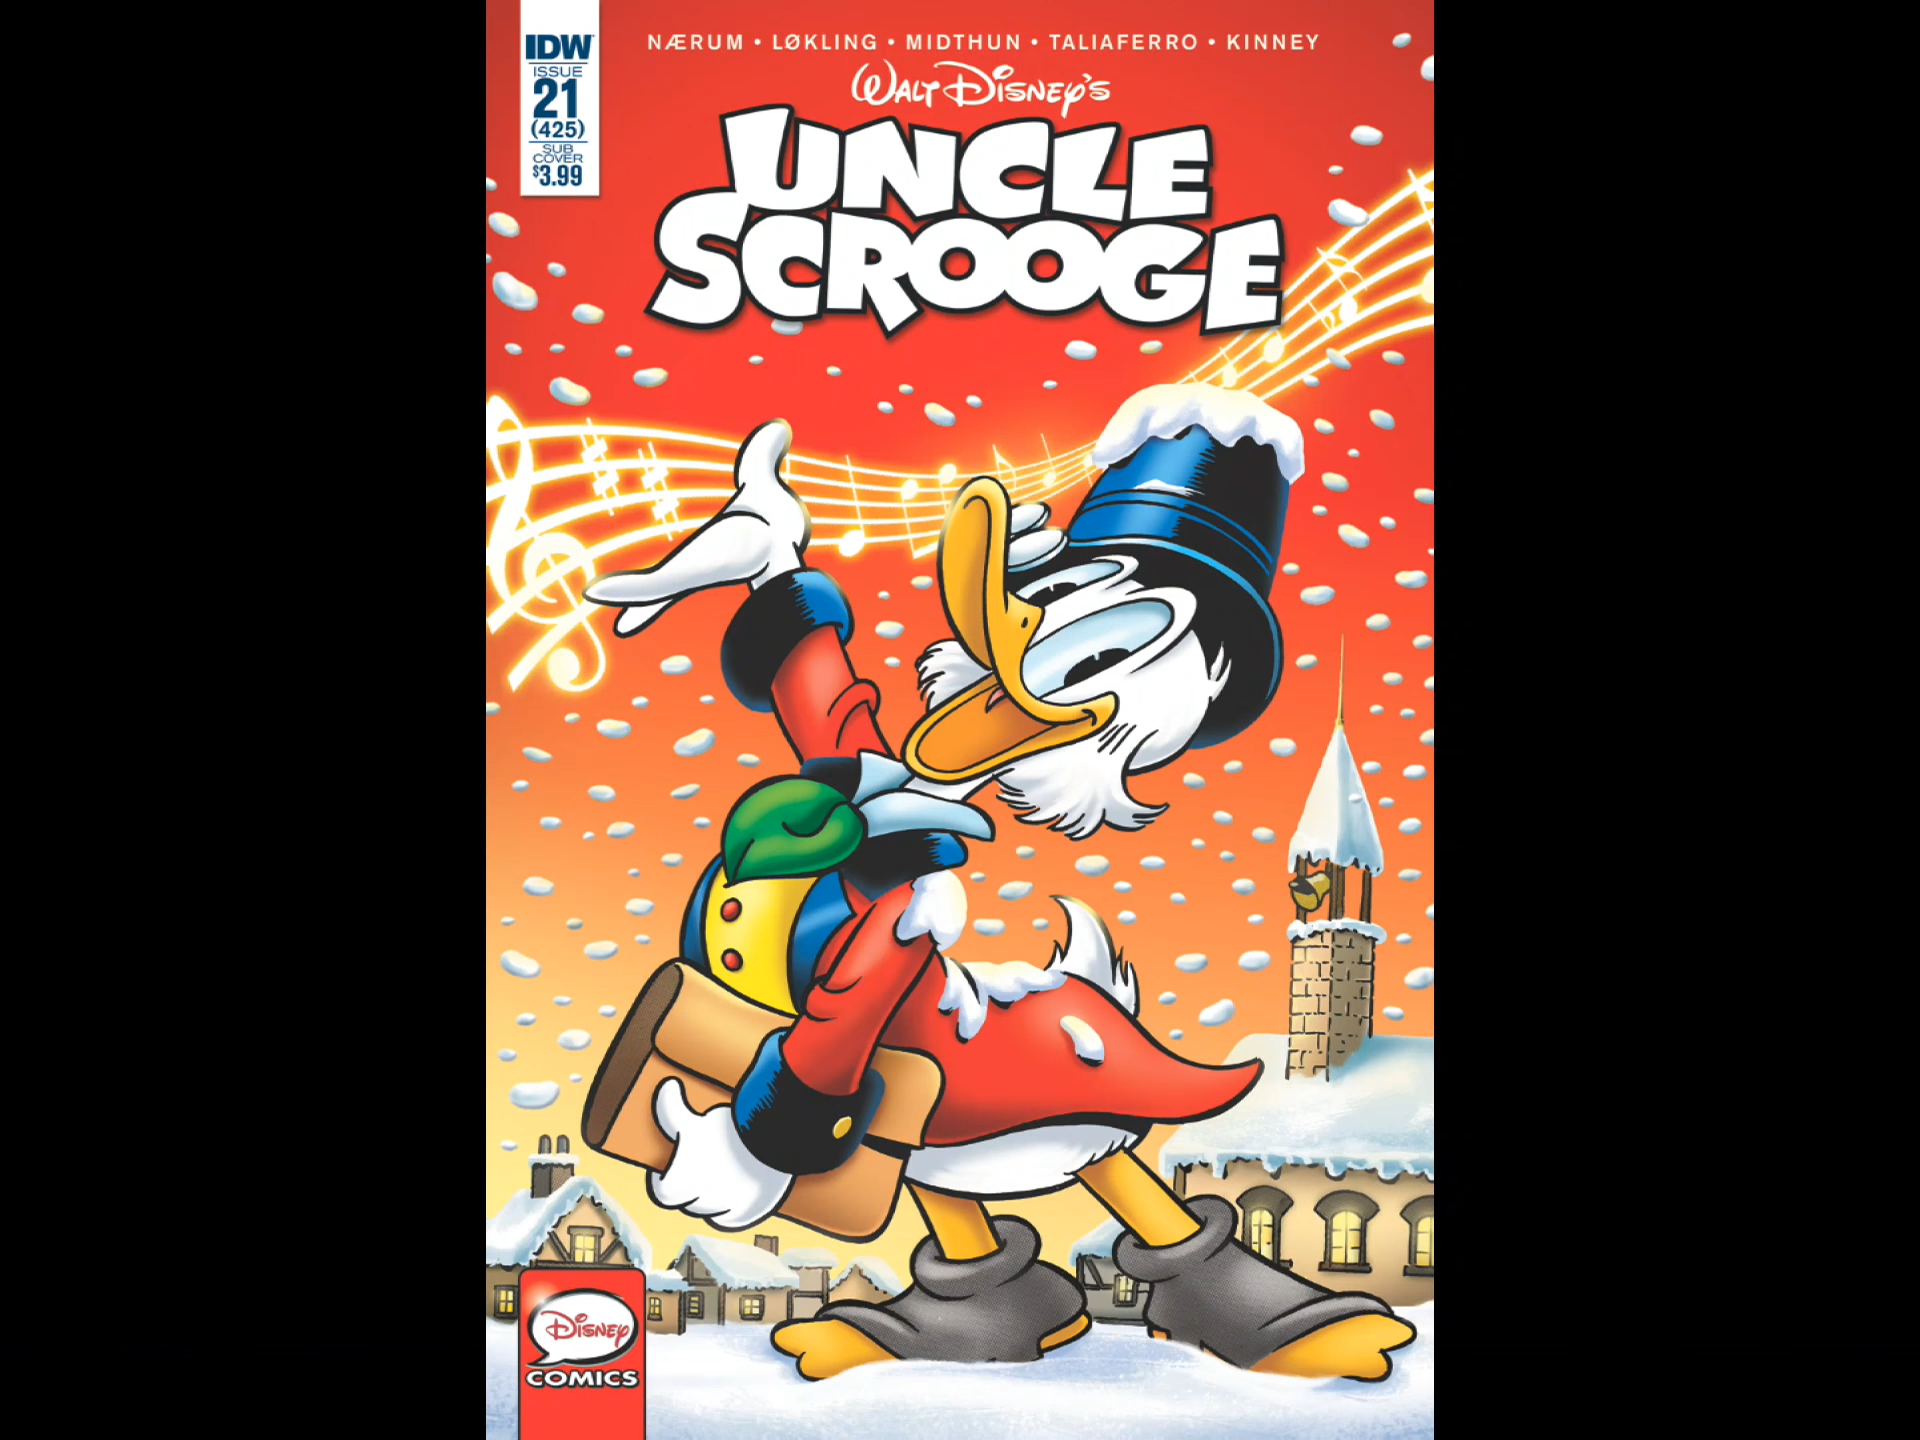 IDW
ISSUE
21
(425)
SUB
COVER
$3.99
NÆRUM • LØKLING • MIDTHUN • TALIAFERRO • KINNEY
WALT DISNEY'S
UNCLE
SCROOGE
DISNEY
COMICS